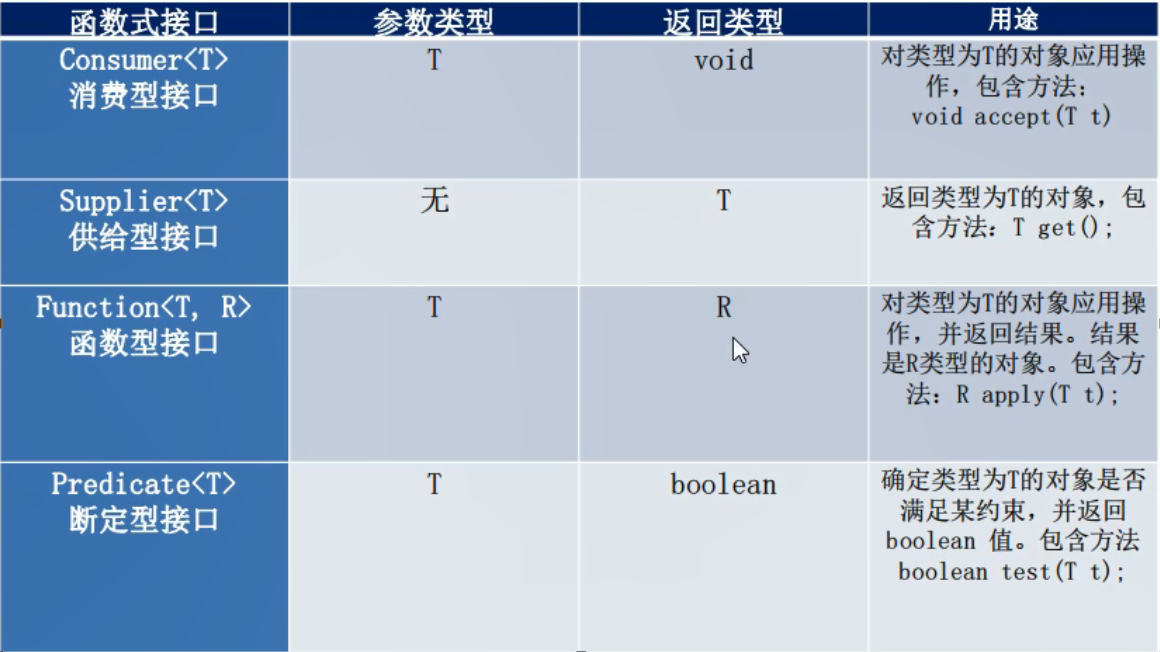 函数式接口 参数类型 返回类型 用途
Consumer<T>
消费型接口
T
void
对类型为T的对象应用操
作，包含方法：
void accept(T t)
Supplier<T>
供给型接口
无
T
返回类型为T的对象，包
含方法：T get();
Function<T, R>
函数型接口
T
R
对类型为T的对象应用操
作，并返回结果。结果
是R类型的对象。包含方
法：R apply(T t);
Predicate<T>
断定型接口
T
boolean
确定类型为T的对象是否
满足某约束，并返回
boolean 值。包含方法
boolean test(T t);